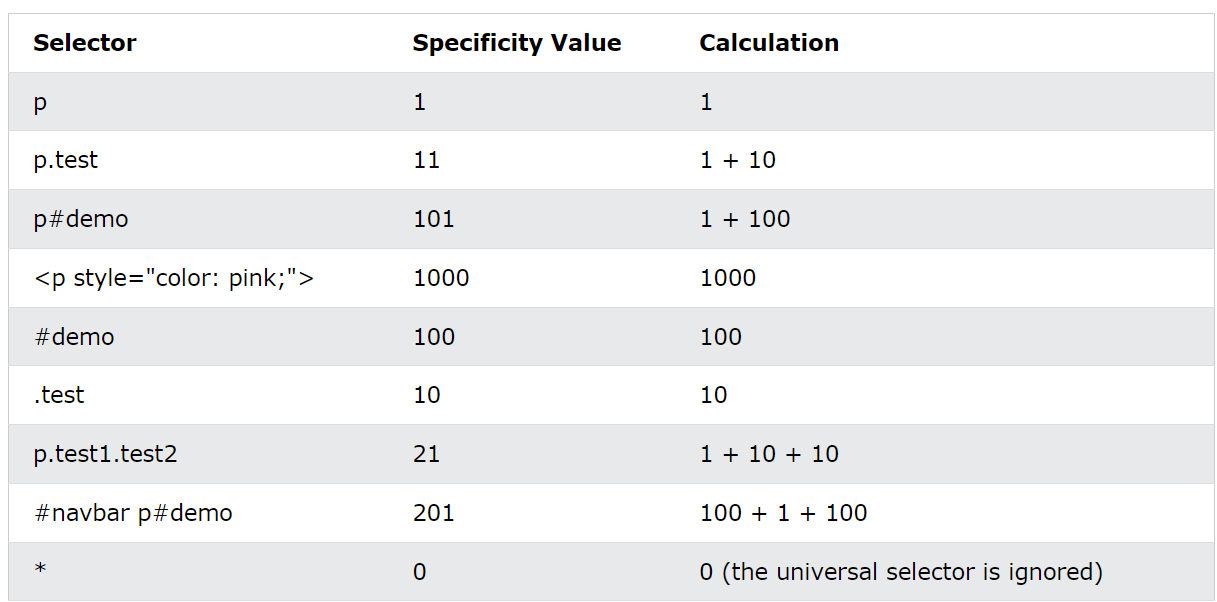 Selector Specificity Value Calculation
p 1 1
p.test 11 1 + 10
p#demo 101 1 + 100
<p style="color: pink;"> 1000 1000
#demo 100 100
.test 10 10
p.test1.test2 21 1 + 10 + 10
#navbar p#demo 201 100 + 1 + 100
* 0 0 (the universal selector is ignored)